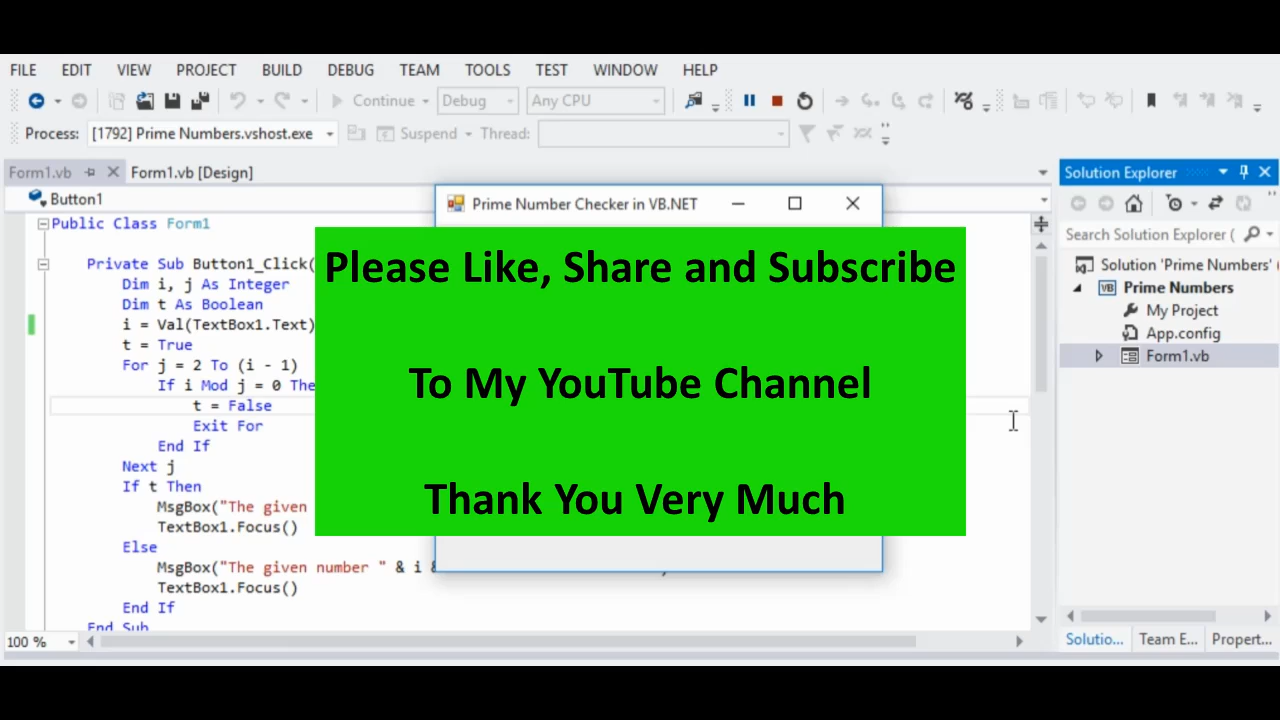 FILE EDIT VIEW PROJECT BUILD DEBUG TEAM TOOLS TEST WINDOW HELP
Continue Debug Any CPU
Process: [1792] Prime Numbers.vshost.exe Suspend Thread:
Form1.vb Form1.vb [Design]
Button1
Public Class Form1
Private Sub Button1_Click(
Dim i, j As Integer
Dim t As Boolean
i = Val(TextBox1.Text)
t = True
For j = 2 To (i - 1)
If i Mod j = 0 The
t = False
Exit For
End If
Next j
If t Then
MsgBox("The given
TextBox1.Focus()
Else
MsgBox("The given number " & i &
TextBox1.Focus()
End If
End Sub
100 %
Prime Number Checker in VB.NET
Please Like, Share and Subscribe
To My YouTube Channel
Thank You Very Much
Solution Explorer
Search Solution Explorer (
Solution 'Prime Numbers' (
VB Prime Numbers
My Project
App.config
Form1.vb
Solutio... Team E... Propert...